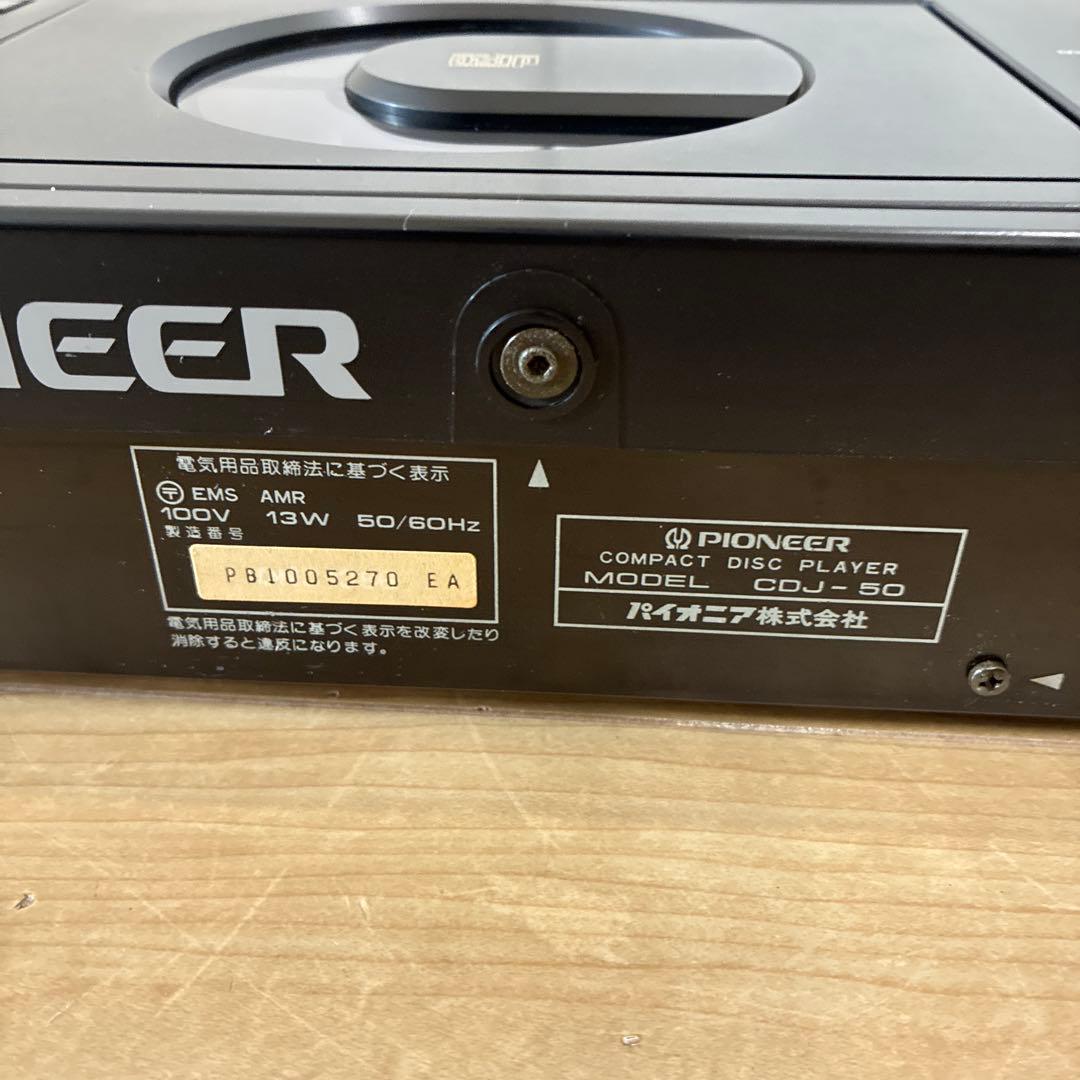 NEER
電気用品取締法に基づく表示
〒 EMS AMR
100V 13W 50/60Hz
製造番号
PB1005270 EA
電気用品取締法に基づく表示を改変したり
消除すると違反になります。
PIONEER
COMPACT DISC PLAYER
MODEL CDJ-50
パイオニア株式会社